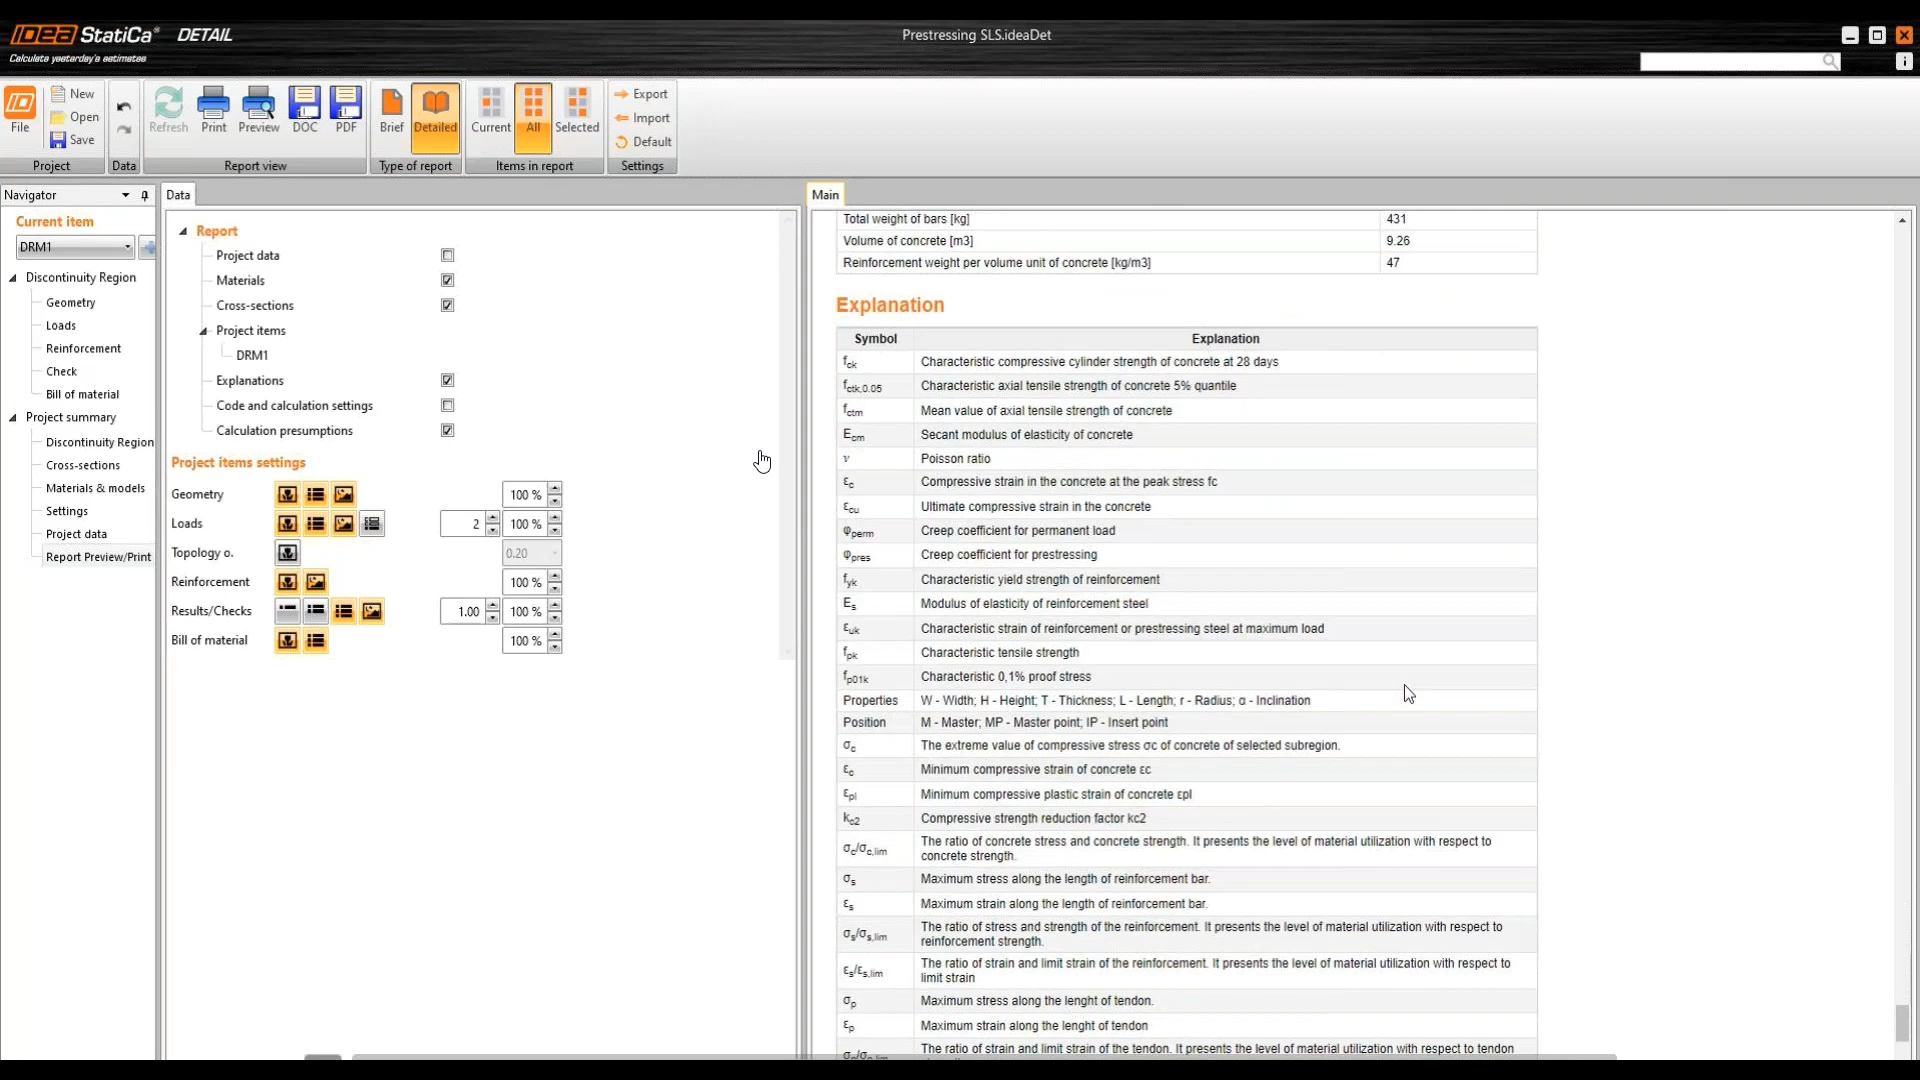 IDEA StatiCa® DETAIL
Calculate yesterday's estimates
Prestressing SLS.ideaDet
File
New
Open
Save
Project
Data
Refresh
Print
Preview
DOC
PDF
Report view
Brief
Detailed
Type of report
Current
All
Selected
Items in report
Export
Import
Default
Settings
Navigator
Current item
DRM1
Discontinuity Region
Geometry
Loads
Reinforcement
Check
Bill of material
Project summary
Discontinuity Region
Cross-sections
Materials & models
Settings
Project data
Report Preview/Print
Data
Report
Project data
Materials
Cross-sections
Project items
DRM1
Explanations
Code and calculation settings
Calculation presumptions
Project items settings
Geometry 100 %
Loads 2 100 %
Topology o. 0.20
Reinforcement 100 %
Results/Checks 1.00 100 %
Bill of material 100 %
Main
Total weight of bars [kg] 431
Volume of concrete [m3] 9.26
Reinforcement weight per volume unit of concrete [kg/m3] 47
Explanation
Symbol Explanation
fck Characteristic compressive cylinder strength of concrete at 28 days
fctk,0.05 Characteristic axial tensile strength of concrete 5% quantile
fctm Mean value of axial tensile strength of concrete
Ecm Secant modulus of elasticity of concrete
ν Poisson ratio
εc Compressive strain in the concrete at the peak stress fc
εcu Ultimate compressive strain in the concrete
φperm Creep coefficient for permanent load
φpres Creep coefficient for prestressing
fyk Characteristic yield strength of reinforcement
Es Modulus of elasticity of reinforcement steel
εuk Characteristic strain of reinforcement or prestressing steel at maximum load
fpk Characteristic tensile strength
fp01k Characteristic 0,1% proof stress
Properties W - Width; H - Height; T - Thickness; L - Length; r - Radius; α - Inclination
Position M - Master; MP - Master point; IP - Insert point
σc The extreme value of compressive stress σc of concrete of selected subregion.
εc Minimum compressive strain of concrete εc
εpl Minimum compressive plastic strain of concrete εpl
kc2 Compressive strength reduction factor kc2
σc/σc,lim The ratio of concrete stress and concrete strength. It presents the level of material utilization with respect to
concrete strength.
σs Maximum stress along the length of reinforcement bar.
εs Maximum strain along the length of reinforcement bar.
σs/σs,lim The ratio of stress and strength of the reinforcement. It presents the level of material utilization with respect to
reinforcement strength.
εs/εs,lim The ratio of strain and limit strain of the reinforcement. It presents the level of material utilization with respect to
limit strain
σp Maximum stress along the lenght of tendon.
εp Maximum strain along the lenght of tendon
σp/σp,lim The ratio of strain and limit strain of the tendon. It presents the level of material utilization with respect to tendon